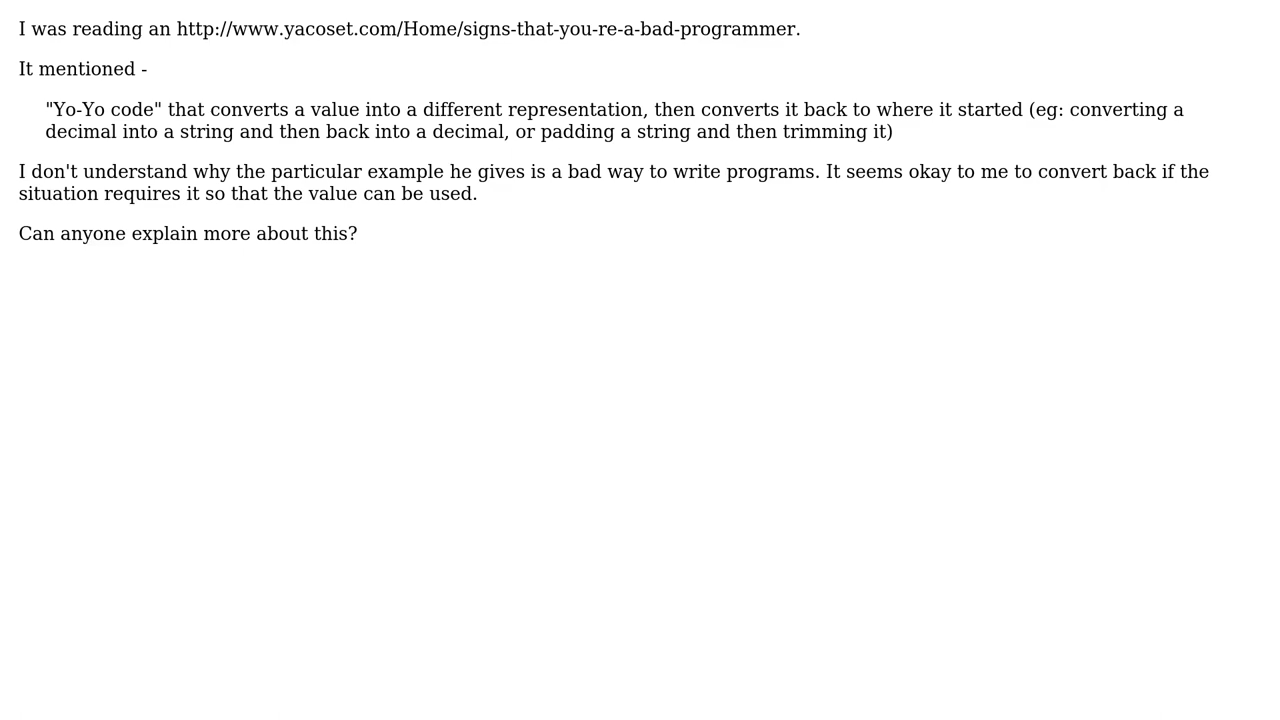 I was reading an http://www.yacoset.com/Home/signs-that-you-re-a-bad-programmer.
It mentioned -
"Yo-Yo code" that converts a value into a different representation, then converts it back to where it started (eg: converting a
decimal into a string and then back into a decimal, or padding a string and then trimming it)
I don't understand why the particular example he gives is a bad way to write programs. It seems okay to me to convert back if the
situation requires it so that the value can be used.
Can anyone explain more about this?